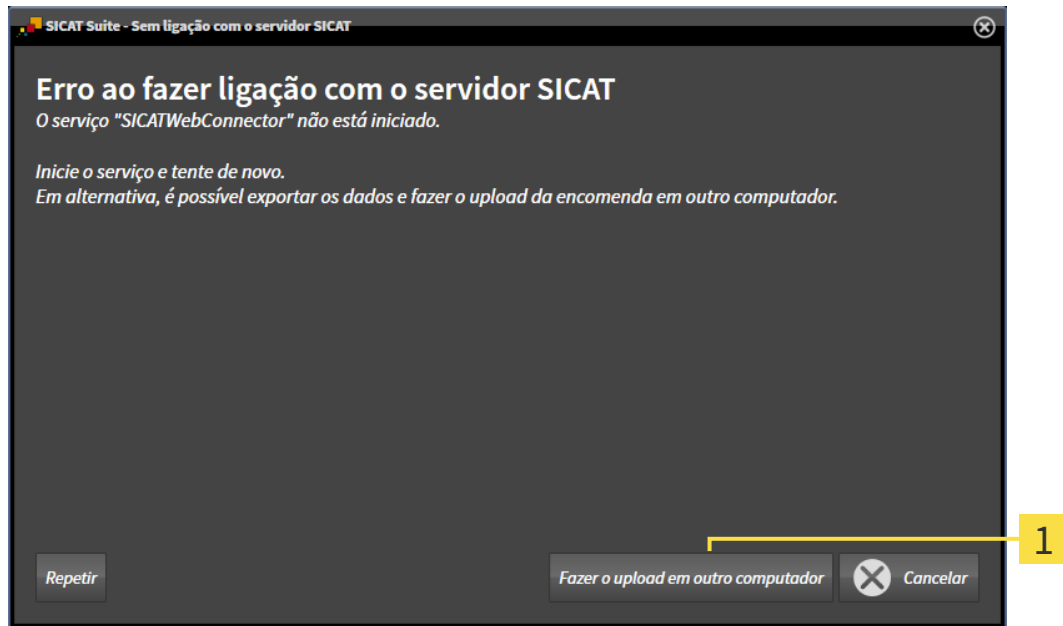 SICAT Suite - Sem ligação com o servidor SICAT
Erro ao fazer ligação com o servidor SICAT
O serviço "SICATWebConnector" não está iniciado.
Inicie o serviço e tente de novo.
Em alternativa, é possível exportar os dados e fazer o upload da encomenda em outro computador.
1
Repetir
Fazer o upload em outro computador
Cancelar